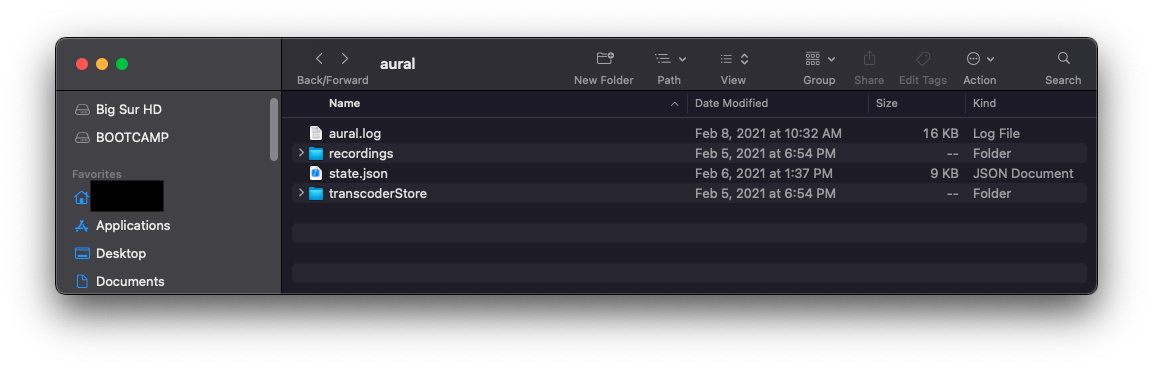 aural
Back/Forward New Folder Path View Group Share Edit Tags Action Search
Big Sur HD
BOOTCAMP
Favorites
Applications
Desktop
Documents
Name Date Modified Size Kind
aural.log Feb 8, 2021 at 10:32 AM 16 KB Log File
recordings Feb 5, 2021 at 6:54 PM -- Folder
state.json Feb 6, 2021 at 1:37 PM 9 KB JSON Document
transcoderStore Feb 5, 2021 at 6:54 PM -- Folder